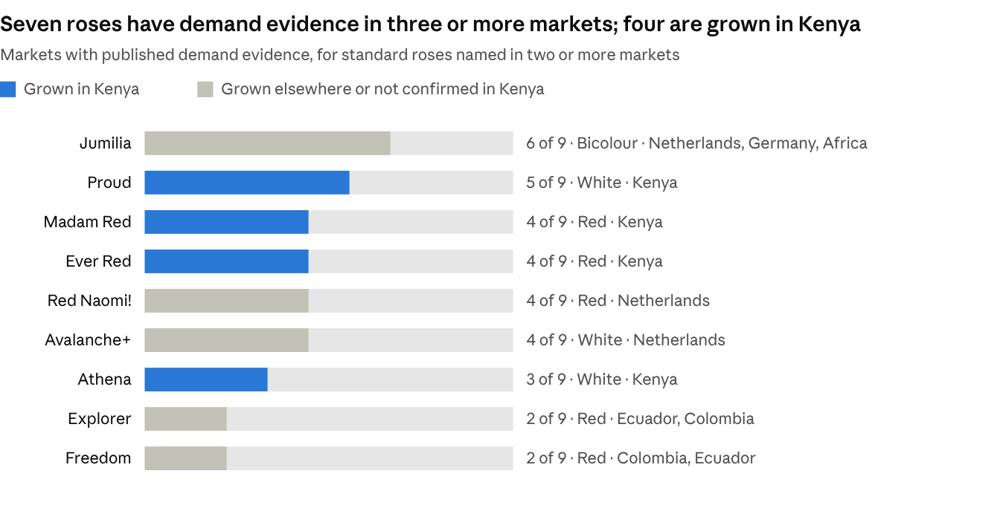 Seven roses have demand evidence in three or more markets; four are grown in Kenya
Markets with published demand evidence, for standard roses named in two or more markets
Grown in Kenya
Grown elsewhere or not confirmed in Kenya
Jumilia 6 of 9 · Bicolour · Netherlands, Germany, Africa
Proud 5 of 9 · White · Kenya
Madam Red 4 of 9 · Red · Kenya
Ever Red 4 of 9 · Red · Kenya
Red Naomi! 4 of 9 · Red · Netherlands
Avalanche+ 4 of 9 · White · Netherlands
Athena 3 of 9 · White · Kenya
Explorer 2 of 9 · Red · Ecuador, Colombia
Freedom 2 of 9 · Red · Colombia, Ecuador